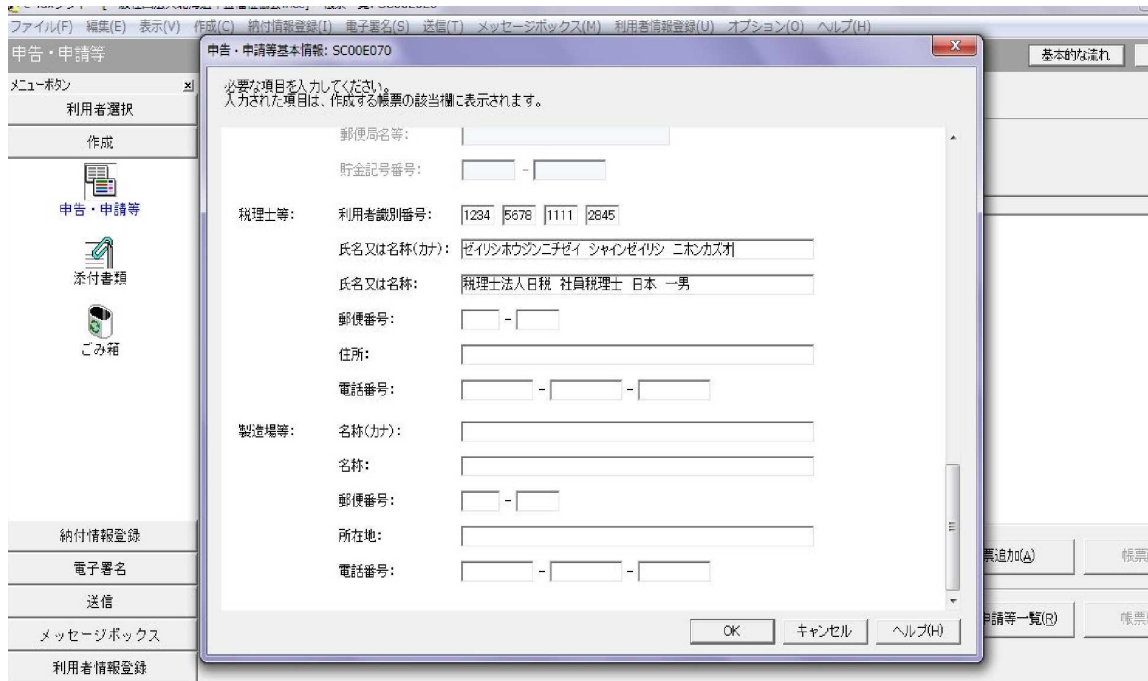 ファイル(F) 編集(E) 表示(V) 作成(C) 納付情報登録(I) 電子署名(S) 送信(T) メッセージボックス(M) 利用者情報登録(U) オプション(O) ヘルプ(H)
申告・申請等
基本的な流れ
メニューボタン
利用者選択
作成
申告・申請等
添付書類
ごみ箱
納付情報登録
電子署名
送信
メッセージボックス
利用者情報登録
申告・申請等基本情報: SC00E070
必要な項目を入力してください。
入力された項目は、作成する帳票の該当欄に表示されます。
郵便局名等:
貯金記号番号: -
税理士等: 利用者識別番号: 1234 5678 1111 2845
氏名又は名称(カナ): ゼイリシホウジンニチゼイ シャインゼイリシ ニホンカズオ
氏名又は名称: 税理士法人日税 社員税理士 日本 一男
郵便番号: -
住所:
電話番号: - -
製造場等: 名称(カナ):
名称:
郵便番号: -
所在地:
電話番号: - -
OK キャンセル ヘルプ(H)
票追加(A) 帳票
申請等一覧(R) 帳票